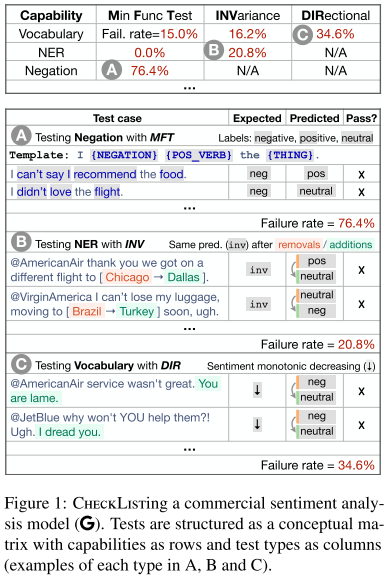 Capability Min Func Test INVariance DIRectional
Vocabulary Fail. rate=15.0% 16.2% C 34.6%
NER 0.0% B 20.8% N/A
Negation A 76.4% N/A N/A
...
Test case Expected Predicted Pass?
A Testing Negation with MFT Labels: negative, positive, neutral
Template: I {NEGATION} {POS_VERB} the {THING}.
I can't say I recommend the food. neg pos X
I didn't love the flight. neg neutral X
...
Failure rate = 76.4%
B Testing NER with INV Same pred. (inv) after removals / additions
@AmericanAir thank you we got on a different flight to [ Chicago → Dallas ]. inv pos neutral X
@VirginAmerica I can't lose my luggage, moving to [ Brazil → Turkey ] soon, ugh. inv neutral neg X
...
Failure rate = 20.8%
C Testing Vocabulary with DIR Sentiment monotonic decreasing (↓)
@AmericanAir service wasn't great. You are lame. ↓ neg neutral X
@JetBlue why won't YOU help them?! Ugh. I dread you. ↓ neg neutral X
...
Failure rate = 34.6%
Figure 1: CHECKLISTing a commercial sentiment analy-
sis model (G). Tests are structured as a conceptual ma-
trix with capabilities as rows and test types as columns
(examples of each type in A, B and C).